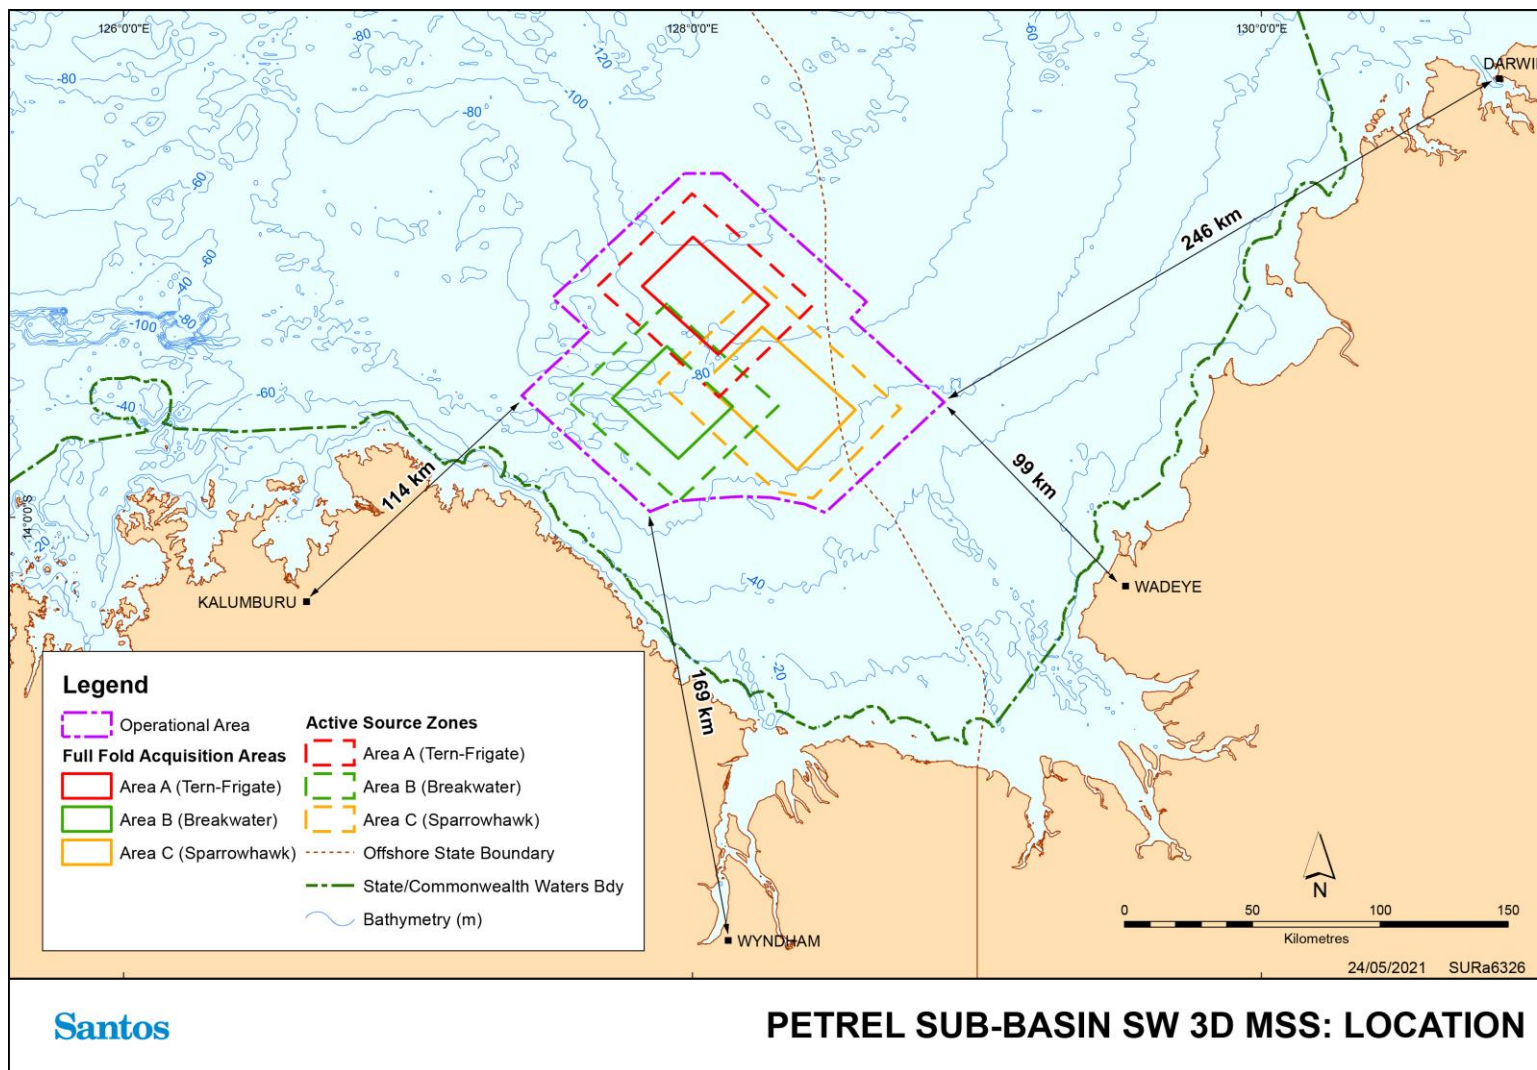 126°0'0"E
128°0'0"E
130°0'0"E
-80
-120
-60
DARWIN
-80
-100
-80
-60
246 km
-60
-40
-80
-100
-80
-60
-40
114 km
99 km
14°0'0"S
-20
-40
KALUMBURU
WADEYE
169 km
-20
Legend
Operational Area
Full Fold Acquisition Areas
Area A (Tern-Frigate)
Area B (Breakwater)
Area C (Sparrowhawk)
Active Source Zones
Area A (Tern-Frigate)
Area B (Breakwater)
Area C (Sparrowhawk)
Offshore State Boundary
State/Commonwealth Waters Bdy
Bathymetry (m)
WYNDHAM
N
0 50 100 150
Kilometres
24/05/2021 SURa6326
Santos
PETREL SUB-BASIN SW 3D MSS: LOCATION